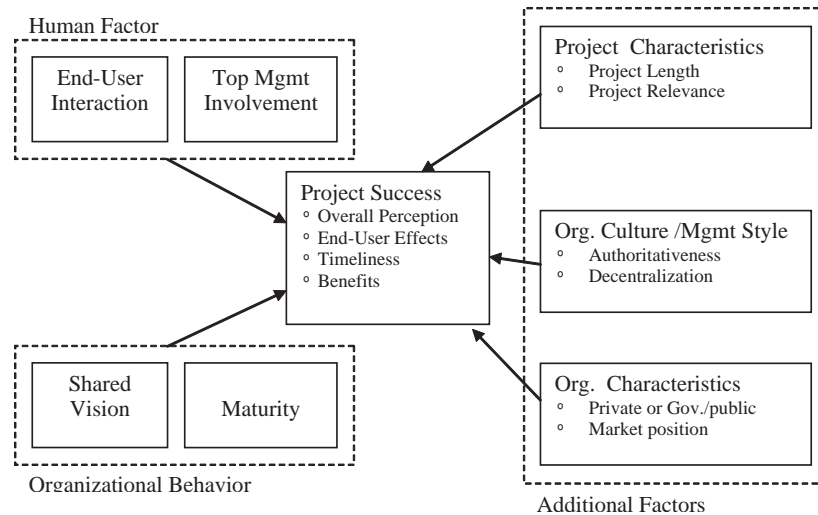 Human Factor
End-User
Interaction
Top Mgmt
Involvement
Project Success
º Overall Perception
º End-User Effects
º Timeliness
º Benefits
Shared
Vision
Maturity
Organizational Behavior
Project Characteristics
º Project Length
º Project Relevance
Org. Culture /Mgmt Style
º Authoritativeness
º Decentralization
Org. Characteristics
º Private or Gov./public
º Market position
Additional Factors